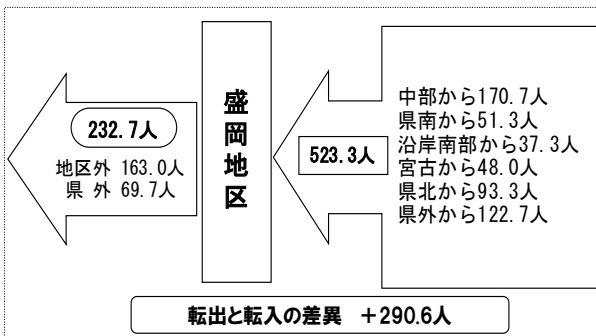 232.7人
地区外 163.0人
県 外 69.7人
盛岡地区
523.3人
中部から170.7人
県南から51.3人
沿岸南部から37.3人
宮古から48.0人
県北から93.3人
県外から122.7人
転出と転入の差異 ＋290.6人